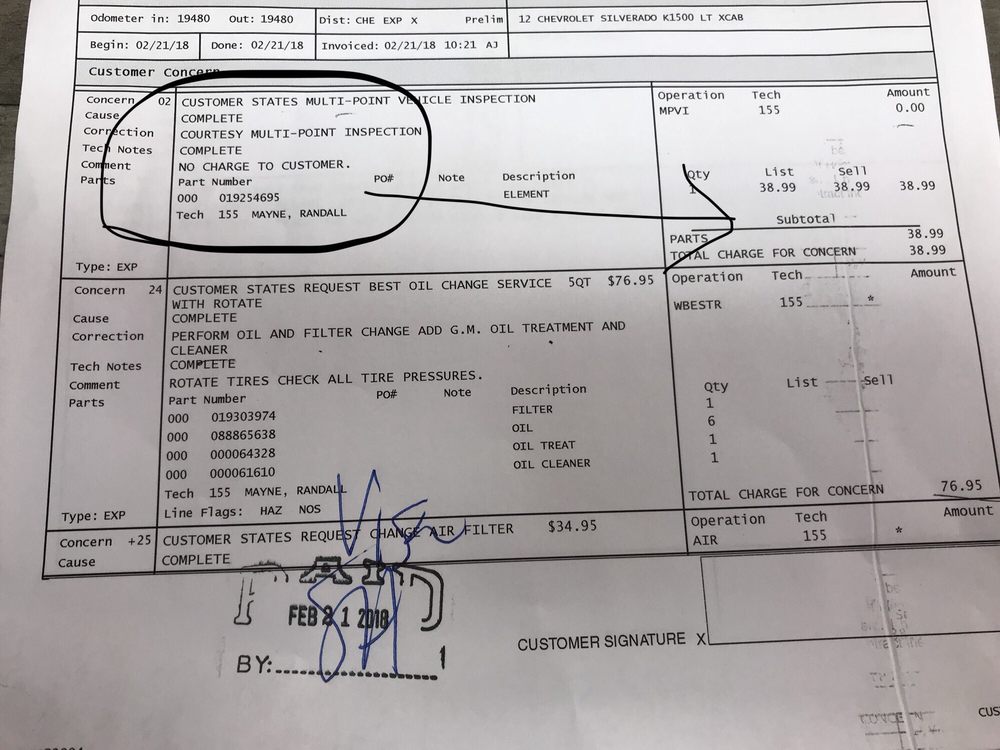 Odometer in: 19480 Out: 19480 Dist: CHE EXP X Prelim 12 CHEVROLET SILVERADO K1500 LT XCAB
Begin: 02/21/18 Done: 02/21/18 Invoiced: 02/21/18 10:21 AJ
Customer Concern
Concern 02 CUSTOMER STATES MULTI-POINT VEHICLE INSPECTION Operation Tech Amount
Cause COMPLETE MPVI 155 0.00
Correction COURTESY MULTI-POINT INSPECTION
Tech Notes COMPLETE
Comment NO CHARGE TO CUSTOMER.
Parts Part Number PO# Note Description Qty List Sell
000 019254695 ELEMENT 1 38.99 38.99 38.99
Tech 155 MAYNE, RANDALL Subtotal
PARTS 38.99
Type: EXP TOTAL CHARGE FOR CONCERN 38.99
Concern 24 CUSTOMER STATES REQUEST BEST OIL CHANGE SERVICE 5QT $76.95 Operation Tech Amount
WITH ROTATE WBESTR 155 *
Cause COMPLETE
Correction PERFORM OIL AND FILTER CHANGE ADD G.M. OIL TREATMENT AND
CLEANER
Tech Notes COMPLETE
Comment ROTATE TIRES CHECK ALL TIRE PRESSURES.
Parts Part Number PO# Note Description Qty List Sell
000 019303974 FILTER 1
000 088865638 OIL 6
000 000064328 OIL TREAT 1
000 000061610 OIL CLEANER 1
Tech 155 MAYNE, RANDALL
Type: EXP Line Flags: HAZ NOS TOTAL CHARGE FOR CONCERN 76.95
Concern +25 CUSTOMER STATES REQUEST CHANGE AIR FILTER $34.95 Operation Tech Amount
Cause COMPLETE AIR 155 *
PAID
FEB 21 2018
BY: 1
CUSTOMER SIGNATURE X